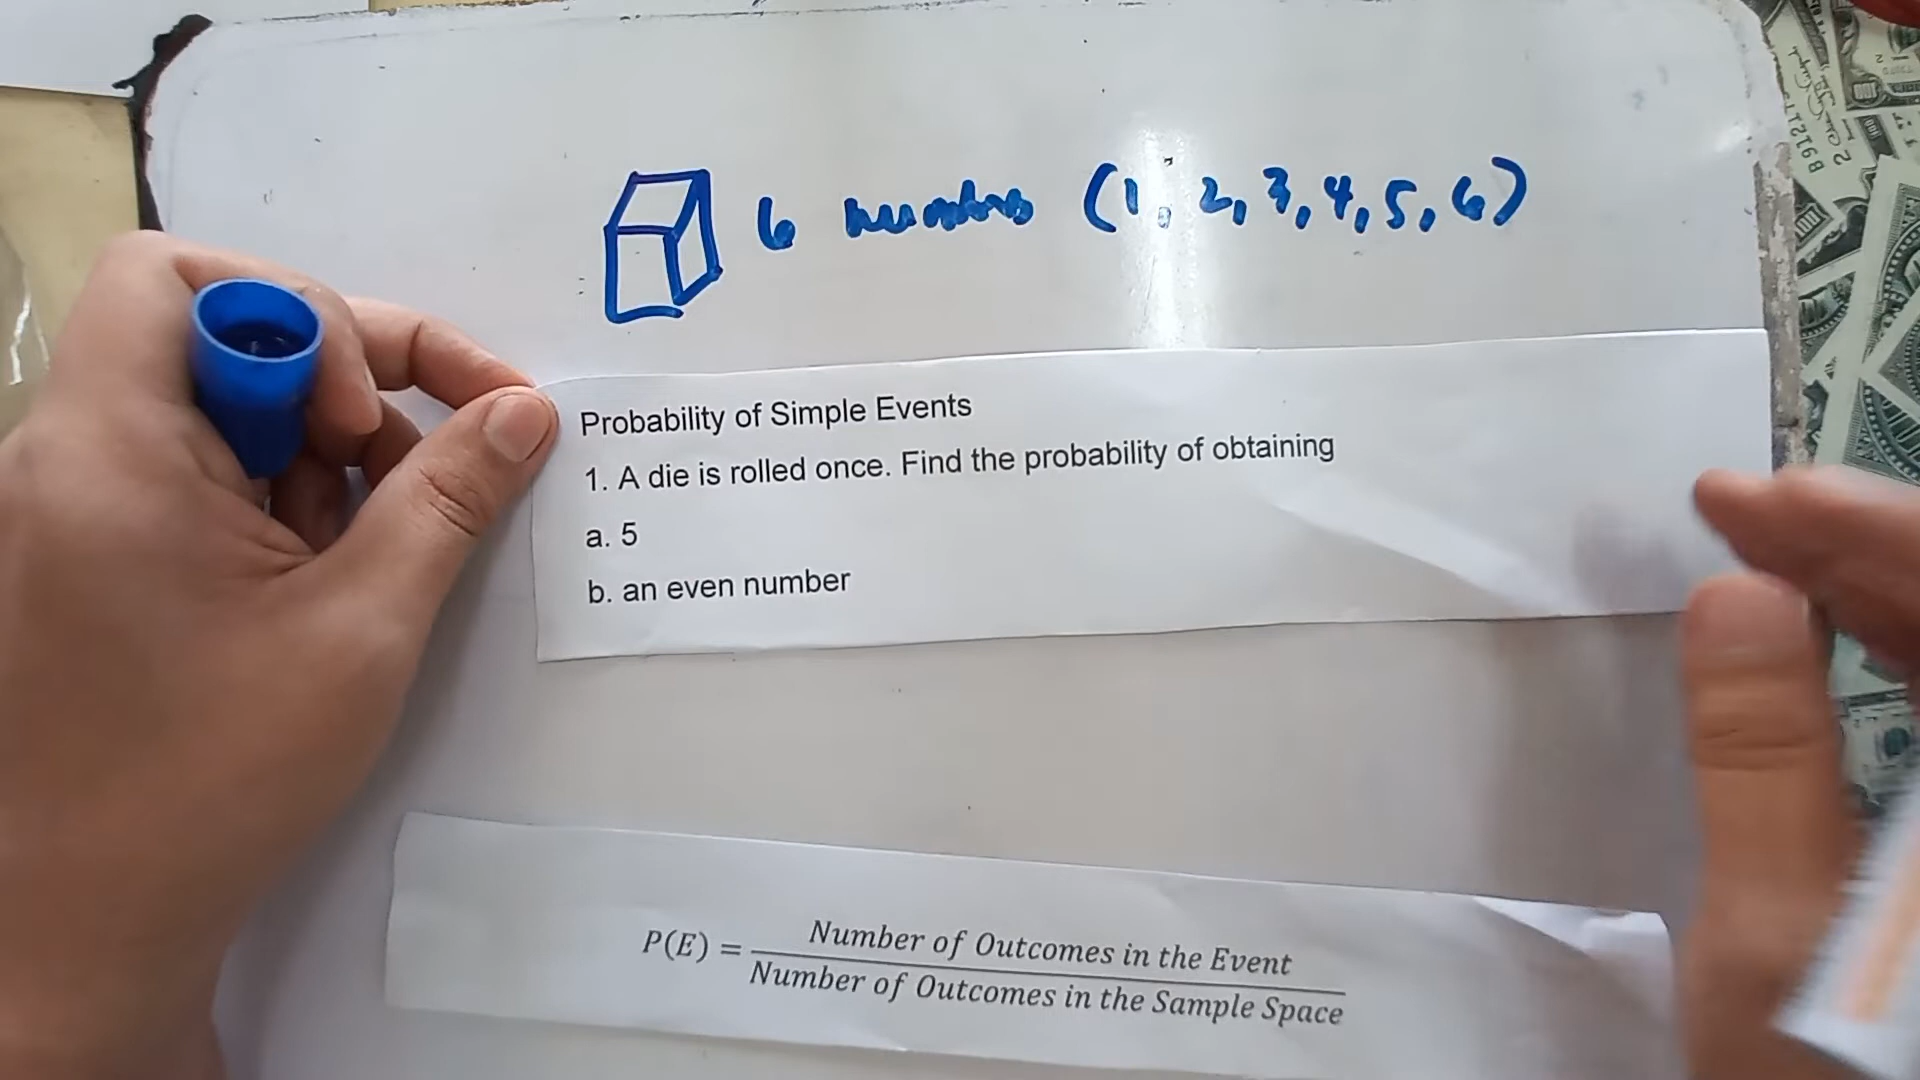 6 numbers (1, 2, 3, 4, 5, 6)
Probability of Simple Events
1. A die is rolled once. Find the probability of obtaining
a. 5
b. an even number
P(E) = Number of Outcomes in the Event
Number of Outcomes in the Sample Space